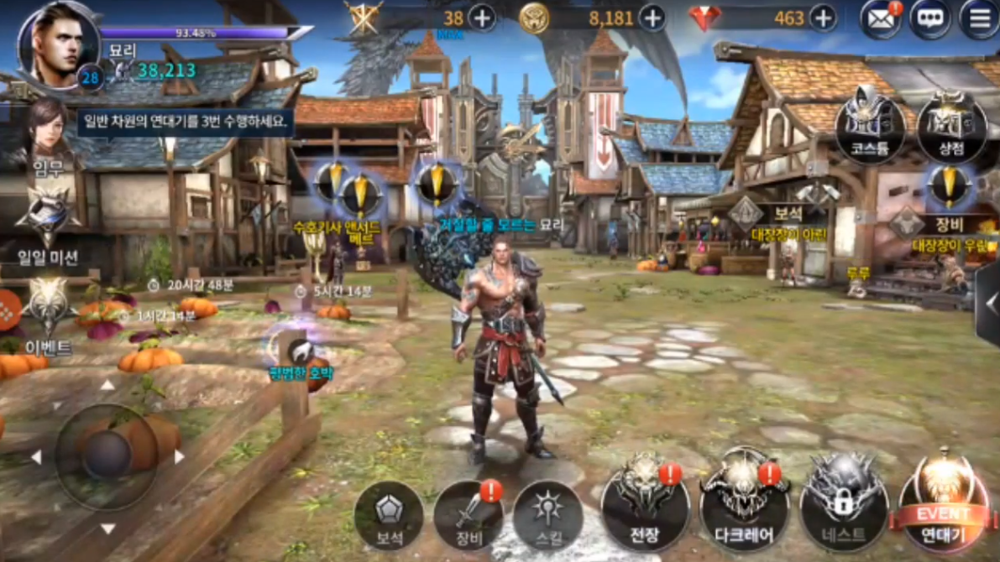 93.48%
묘리
28
38,213
38
MAX
8,181
463
일반 차원의 연대기를 3번 수행하세요.
임무
일일 미션
이벤트
코스튬
상점
수호기사 앤서드
메르
거절할 줄 모르는 묘리
보석
대장장이 아린
장비
대장장이 우린
루루
20시간 48분
5시간 14분
1시간 14분
평범한 호박
보석
장비
스킬
전장
다크레어
네스트
EVENT
연대기